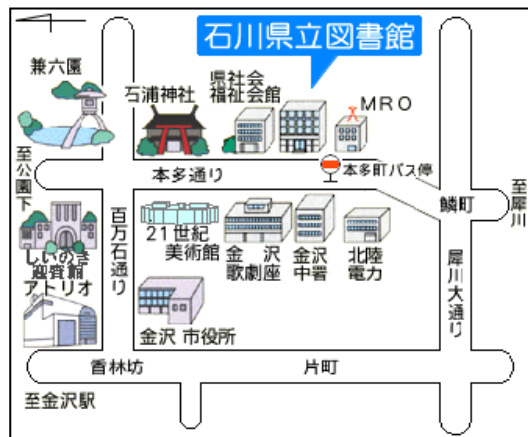 石川県立図書館
兼六園
石浦神社
県社会
福祉会館
MRO
至公園下
本多通り
本多町バス停
至犀川
鱗町
百万石通り
21世紀
美術館
金沢
歌劇座
金沢
中署
北陸
電力
犀川大通り
しいのき
迎賓館
アトリオ
金沢市役所
香林坊
片町
至金沢駅